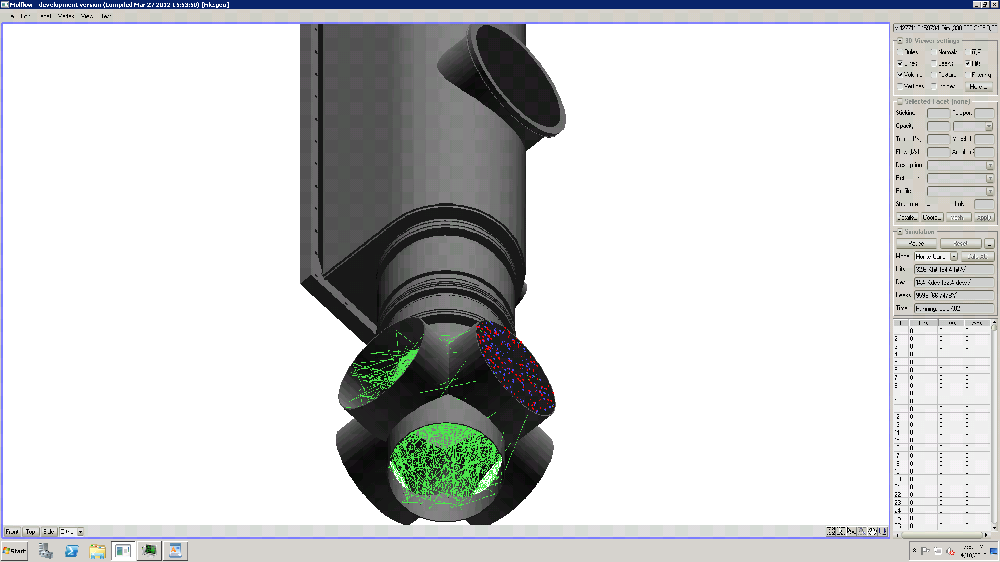 Molflow+ development version (Compiled Mar 27 2012 15:53:50) [File.geo]
File Edit Facet Vertex View Test
V:127711 F:159734 Dim:(338.889,2185.8,38
3D Viewer settings
Rules Normals u,v
Lines Leaks Hits
Volume Texture Filtering
Vertices Indices More ...
Selected Facet (none)
Sticking Teleport
Opacity
Temp. (°K) Mass(g)
Flow (l/s) Area(cm2
Desorption
Reflection
Profile
Structure ... Lnk
Details... Coord... Mesh... Apply
Simulation
Pause Reset ...
Mode Monte Carlo Calc AC
Hits 32.6 Khit (84.4 hit/s)
Des. 14.4 Kdes (32.4 des/s)
Leaks 9599 (66.7478%)
Time Running: 00:07:02
# Hits Des Abs
1 0 0 0
2 0 0 0
3 0 0 0
4 0 0 0
5 0 0 0
6 0 0 0
7 0 0 0
8 0 0 0
9 0 0 0
10 0 0 0
11 0 0 0
12 0 0 0
13 0 0 0
14 0 0 0
15 0 0 0
16 0 0 0
17 0 0 0
18 0 0 0
19 0 0 0
20 0 0 0
21 0 0 0
22 0 0 0
23 0 0 0
24 0 0 0
25 0 0 0
26 0 0 0
Front Top Side Ortho.
Start
7:59 PM
4/10/2012